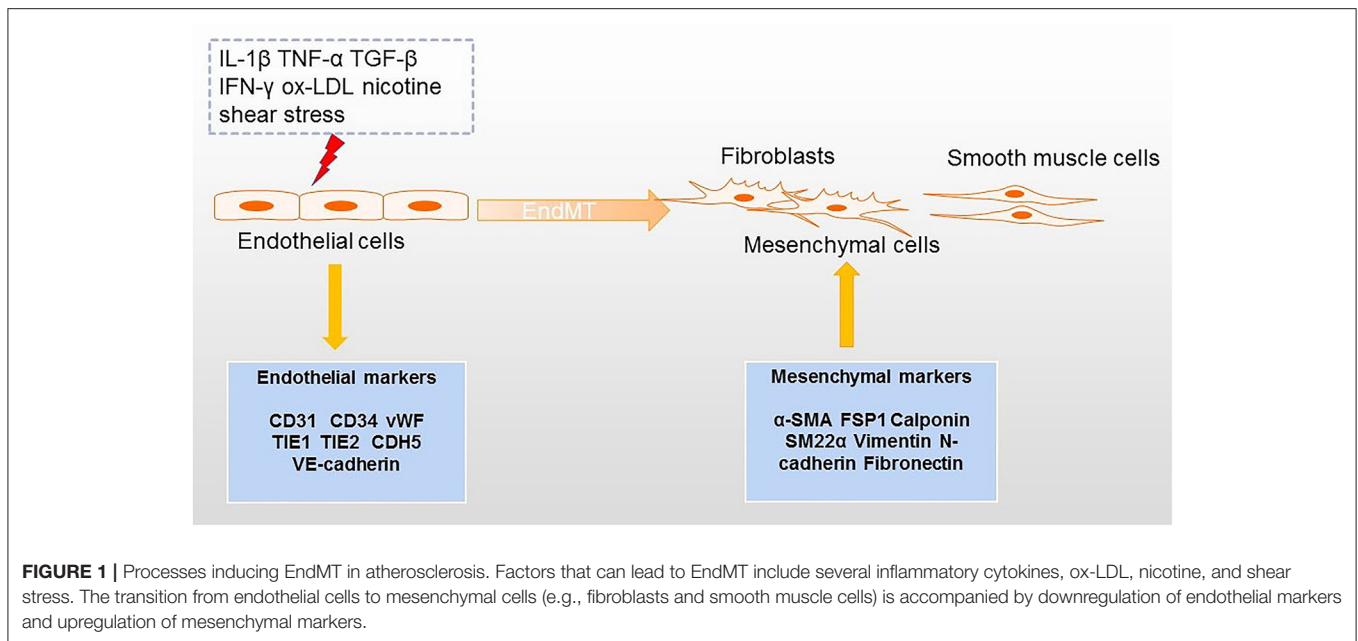 IL-1β TNF-α TGF-β
IFN-γ ox-LDL nicotine
shear stress
Fibroblasts
Smooth muscle cells
EndMT
Endothelial cells
Mesenchymal cells
Endothelial markers
CD31 CD34 vWF
TIE1 TIE2 CDH5
VE-cadherin
Mesenchymal markers
α-SMA FSP1 Calponin
SM22α Vimentin N-
cadherin Fibronectin
FIGURE 1 | Processes inducing EndMT in atherosclerosis. Factors that can lead to EndMT include several inflammatory cytokines, ox-LDL, nicotine, and shear
stress. The transition from endothelial cells to mesenchymal cells (e.g., fibroblasts and smooth muscle cells) is accompanied by downregulation of endothelial markers
and upregulation of mesenchymal markers.